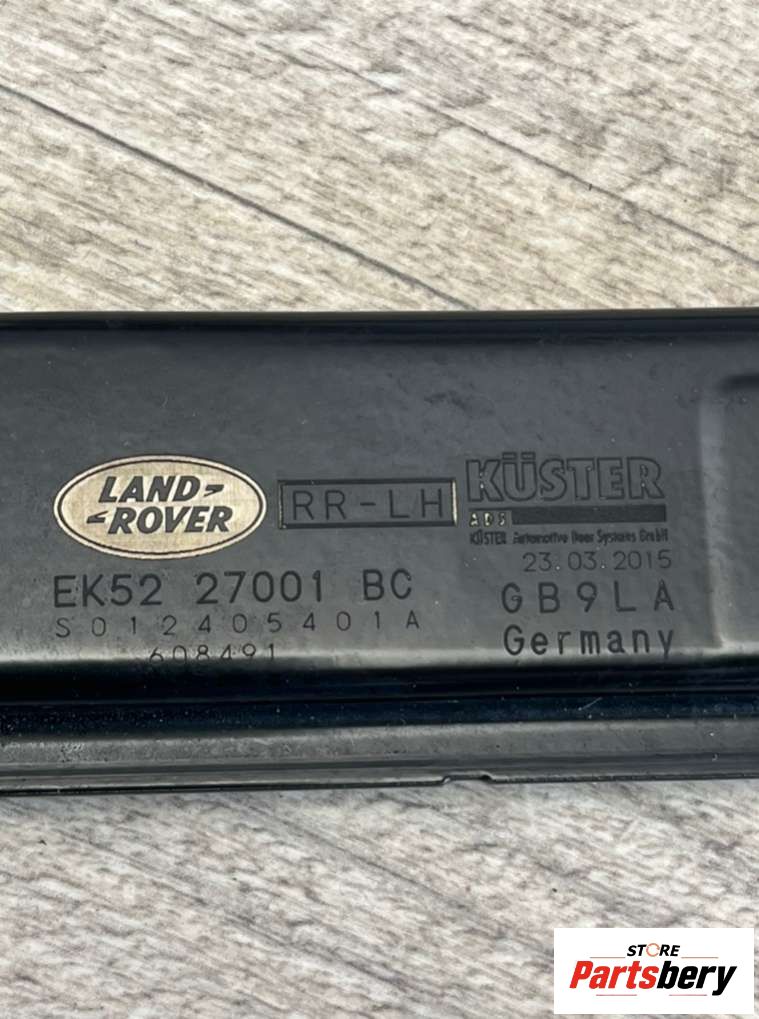 LAND-
-ROVER
RR-LH
KÜSTER
ADS
KÜSTER Automotive Door Systems GmbH
23.03.2015
EK52 27001 BC
GB9LA
S012405401A
Germany
608491
STORE
Partsbery